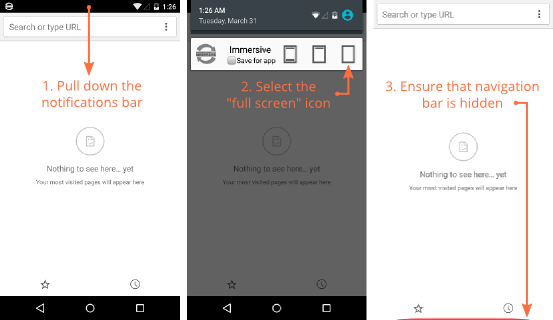 1:26
Search or type URL
1. Pull down the
notifications bar
Nothing to see here... yet
Your most visited pages will appear here
1:26 AM
Tuesday, March 31
Immersive
Save for app
2. Select the
"full screen" icon
Nothing to see here... yet
Your most visited pages will appear here
Search or type URL
3. Ensure that navigation
bar is hidden
Nothing to see here... yet
Your most visited pages will appear here